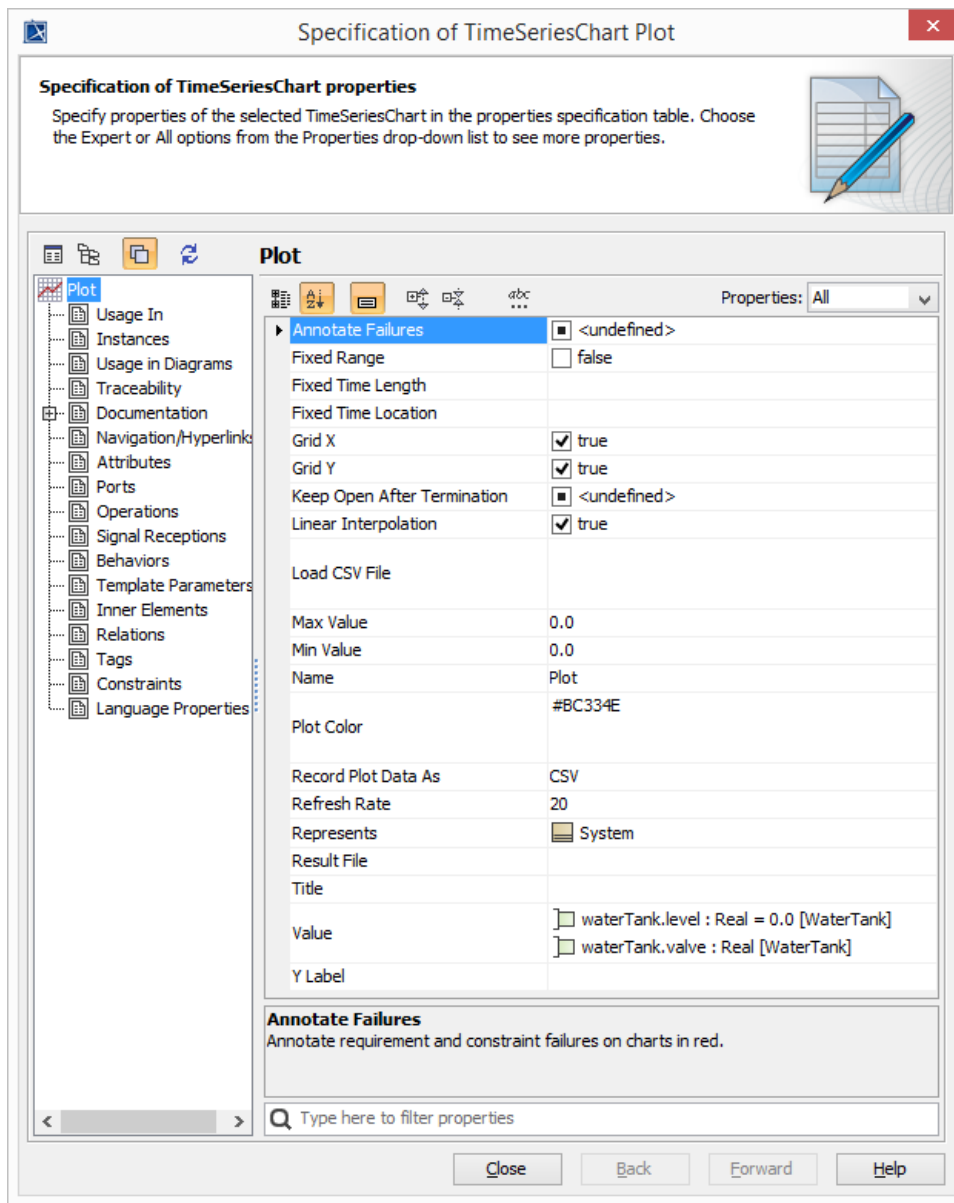 Specification of TimeSeriesChart Plot
Specification of TimeSeriesChart properties
Specify properties of the selected TimeSeriesChart in the properties specification table. Choose
the Expert or All options from the Properties drop-down list to see more properties.
Plot
Plot
Usage In
Instances
Usage in Diagrams
Traceability
Documentation
Navigation/Hyperlinks
Attributes
Ports
Operations
Signal Receptions
Behaviors
Template Parameters
Inner Elements
Relations
Tags
Constraints
Language Properties
A
Z
abc
...
Properties: All
Annotate Failures <undefined>
Fixed Range false
Fixed Time Length
Fixed Time Location
Grid X true
Grid Y true
Keep Open After Termination <undefined>
Linear Interpolation true
Load CSV File
Max Value 0.0
Min Value 0.0
Name Plot
Plot Color #BC334E
Record Plot Data As CSV
Refresh Rate 20
Represents System
Result File
Title
Value waterTank.level : Real = 0.0 [WaterTank]
waterTank.valve : Real [WaterTank]
Y Label
Annotate Failures
Annotate requirement and constraint failures on charts in red.
Type here to filter properties
Close Back Forward Help